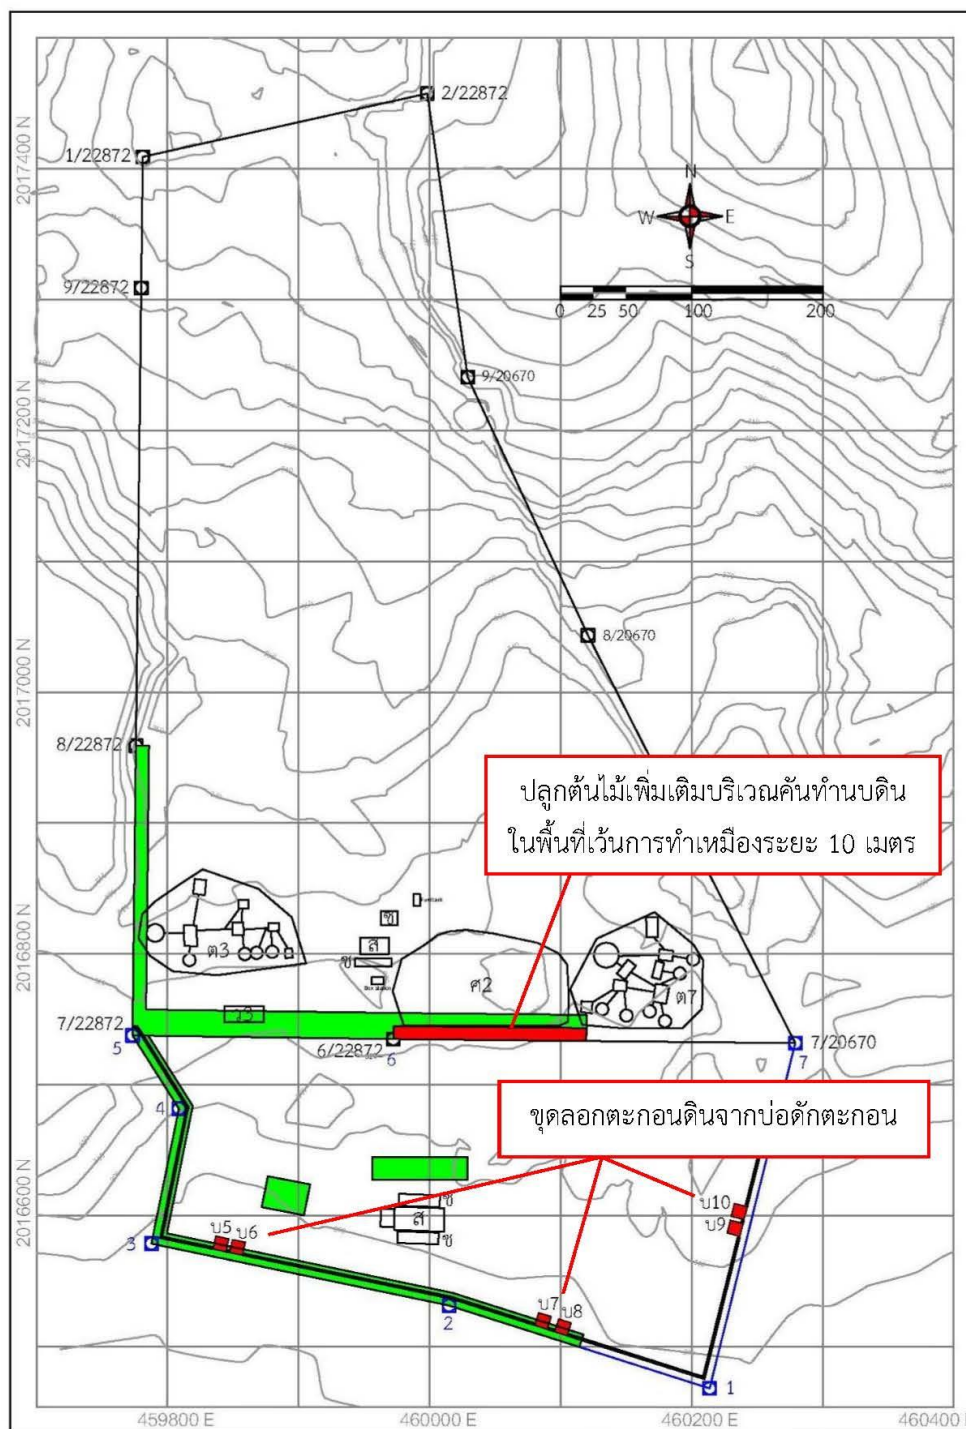 2/22872
1/22872
2017400 N
N
W
E
S
9/22872
0 25 50 100 200
9/20670
2017200 N
8/20670
2017000 N
8/22872
ปลูกต้นไม้เพิ่มเติมบริเวณคันทำนบดิน
ในพื้นที่เว้นการทำเหมืองระยะ 10 เมตร
2016800 N
ต3
ช
ส
ช
ศ2
ต7
7/22872
5
6/22872
6
7/20670
7
4
ขุดลอกตะกอนดินจากบ่อดักตะกอน
2016600 N
บ10
บ9
ช
ส
ช
3
บ5
บ6
2
บ7
บ8
1
459800 E
460000 E
460200 E
460400 E